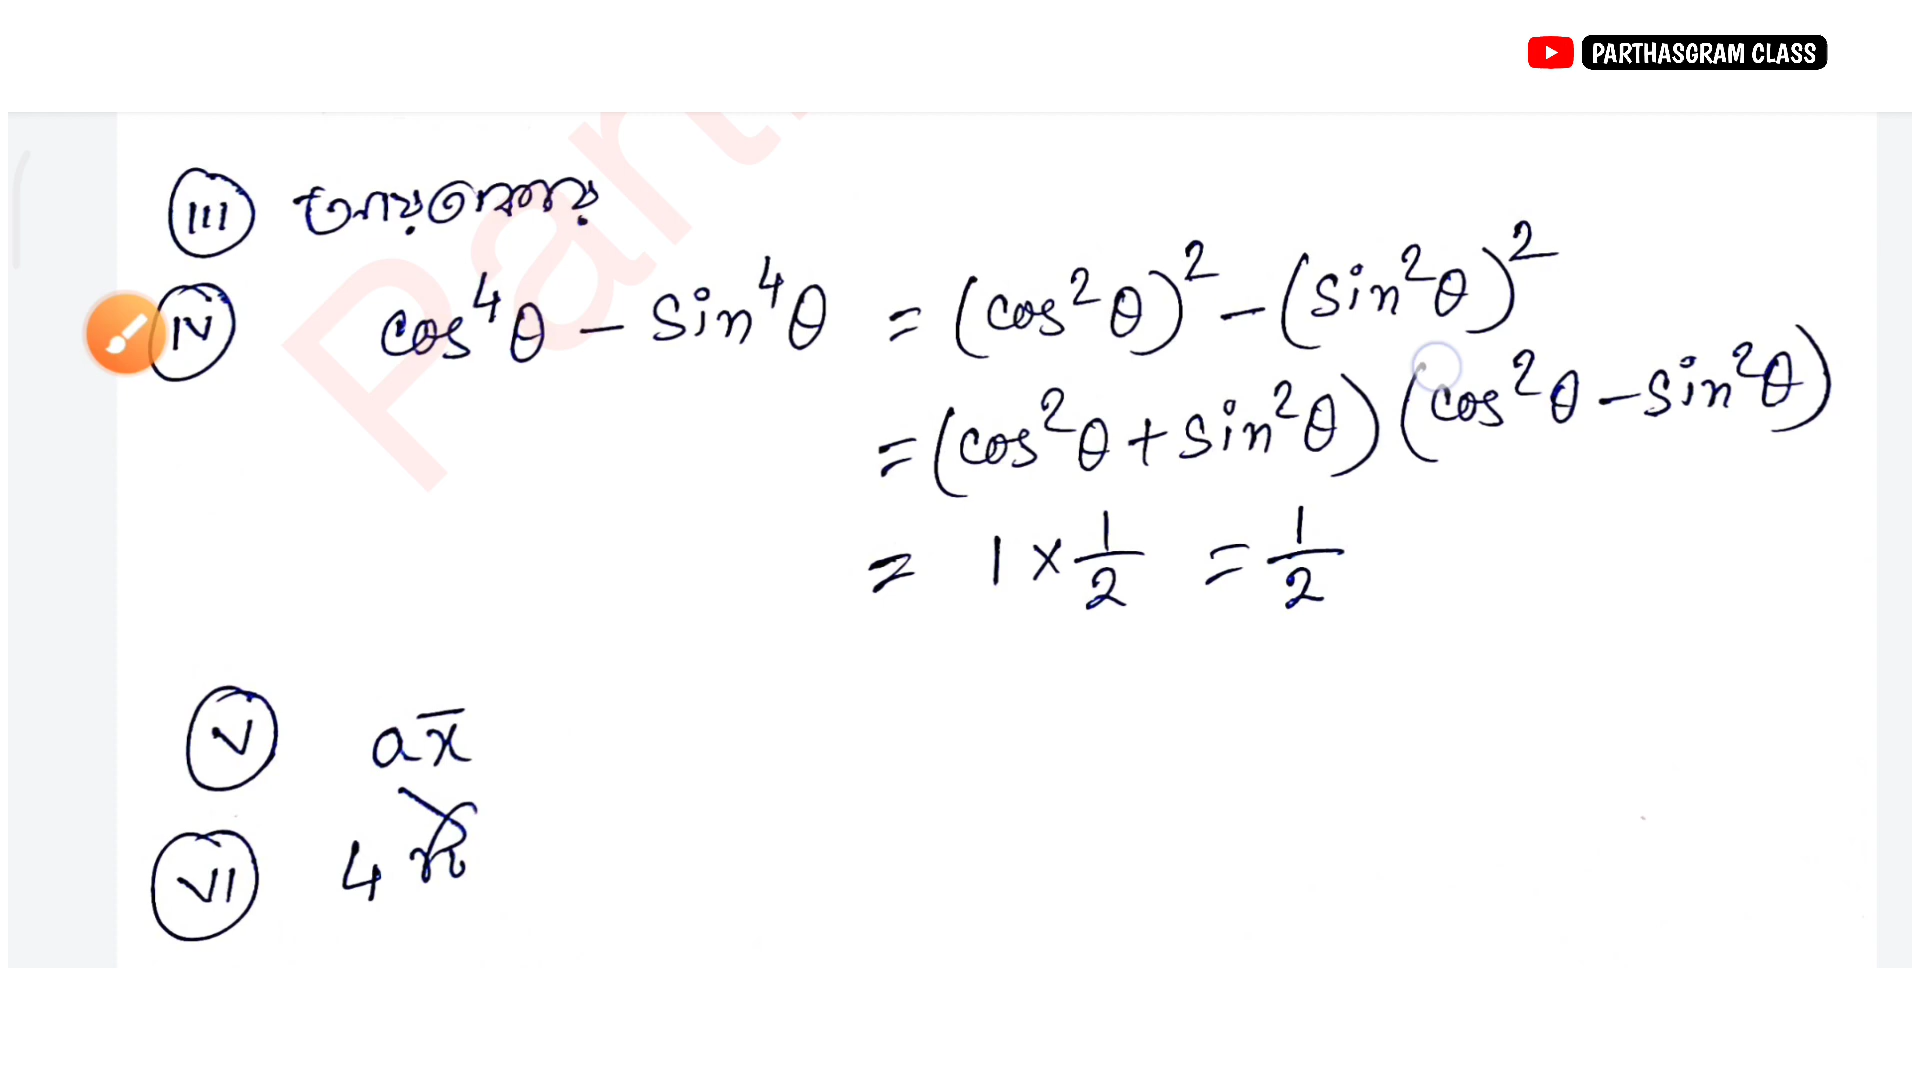 PARTHASGRAM CLASS
Part
III
IV cos⁴θ − sin⁴θ = (cos²θ)² − (sin²θ)²
= (cos²θ + sin²θ) (cos²θ − sin²θ)
= 1 × 1/2 = 1/2
V ax̄
VI 4 টি